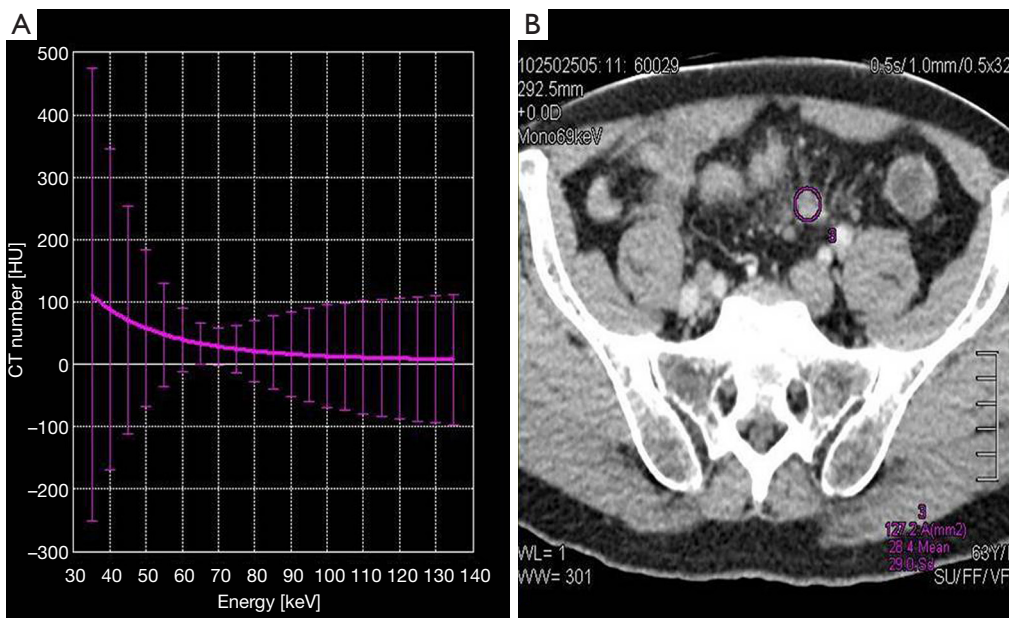 A
CT number [HU]
500
400
300
200
100
0
−100
−200
−300
30 40 50 60 70 80 90 100 110 120 130 140
Energy [keV]
B
102502505: 11: 60029
0.5s/1.0mm/0.5x32
292.5mm
+0.0D
Mono69keV
3
3
127.2 A(mm2)
28.4 Mean
29.0 Sd
WL= 1
63Y/
WW= 301
SU/FF/VF